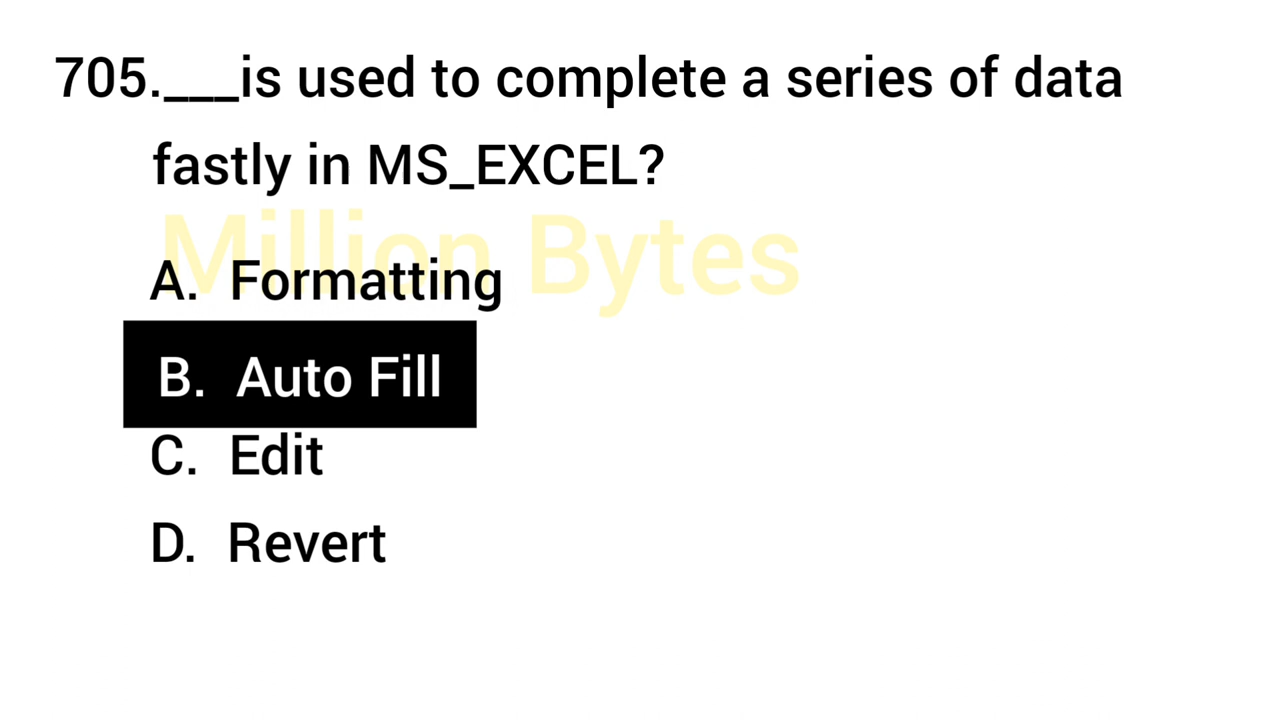 705.___is used to complete a series of data
fastly in MS_EXCEL?
Million Bytes
A. Formatting
B. Auto Fill
C. Edit
D. Revert